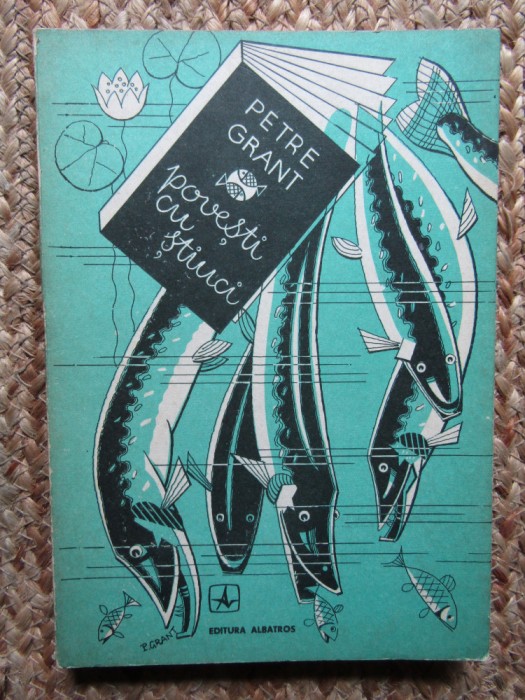 PETRE
GRANT
povești
cu
știuci
P. GRANT
EDITURA ALBATROS